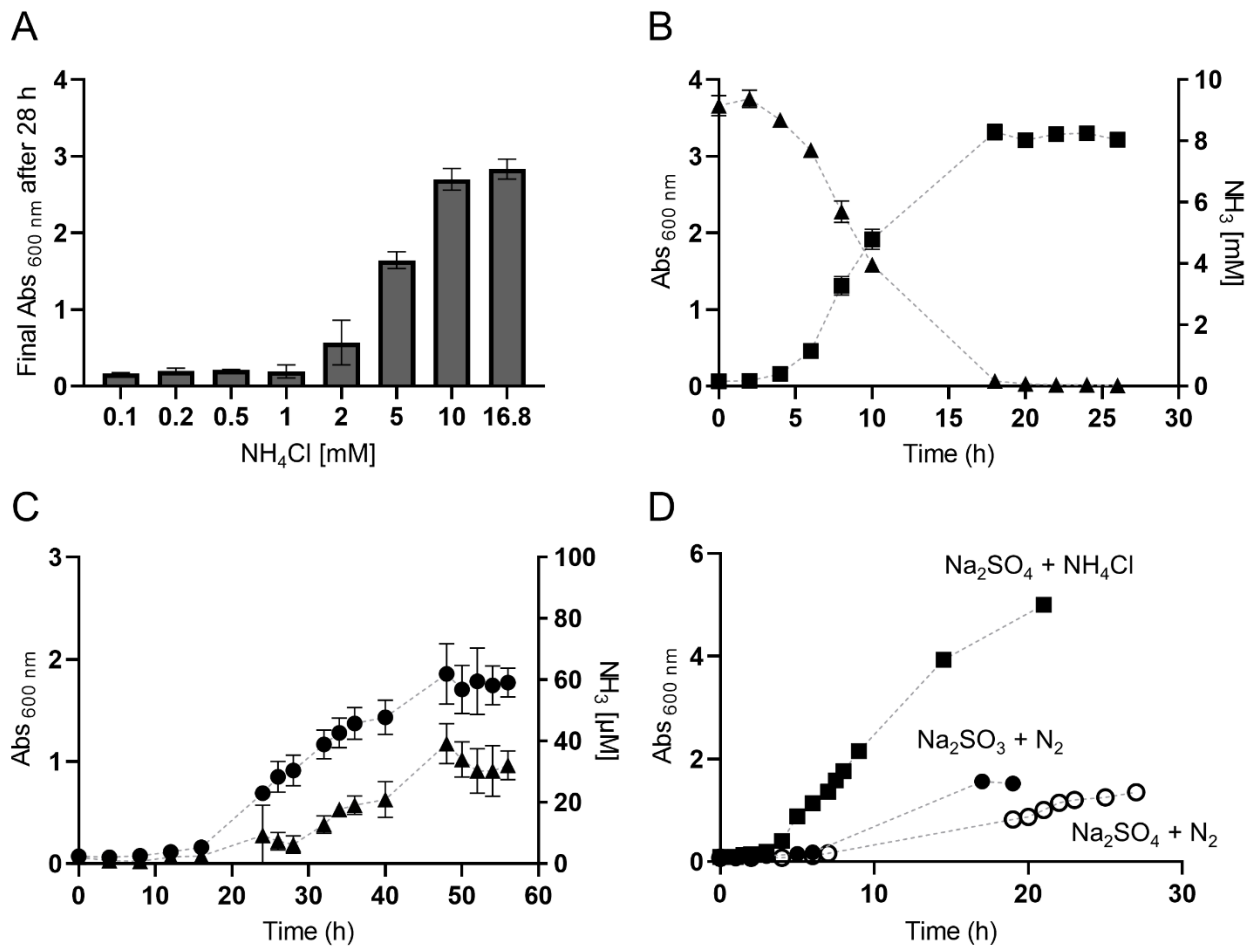 A
Final Abs 600 nm after 28 h
4
3
2
1
0
0.1 0.2 0.5 1 2 5 10 16.8
NH₄Cl [mM]
B
Abs 600 nm
4
3
2
1
0
10
8
6
4
2
0
NH₃ [mM]
0 5 10 15 20 25 30
Time (h)
C
Abs 600 nm
3
2
1
0
100
80
60
40
20
0
NH₃ [µM]
0 10 20 30 40 50 60
Time (h)
D
Abs 600 nm
6
4
2
0
Na₂SO₄ + NH₄Cl
Na₂SO₃ + N₂
Na₂SO₄ + N₂
0 10 20 30
Time (h)